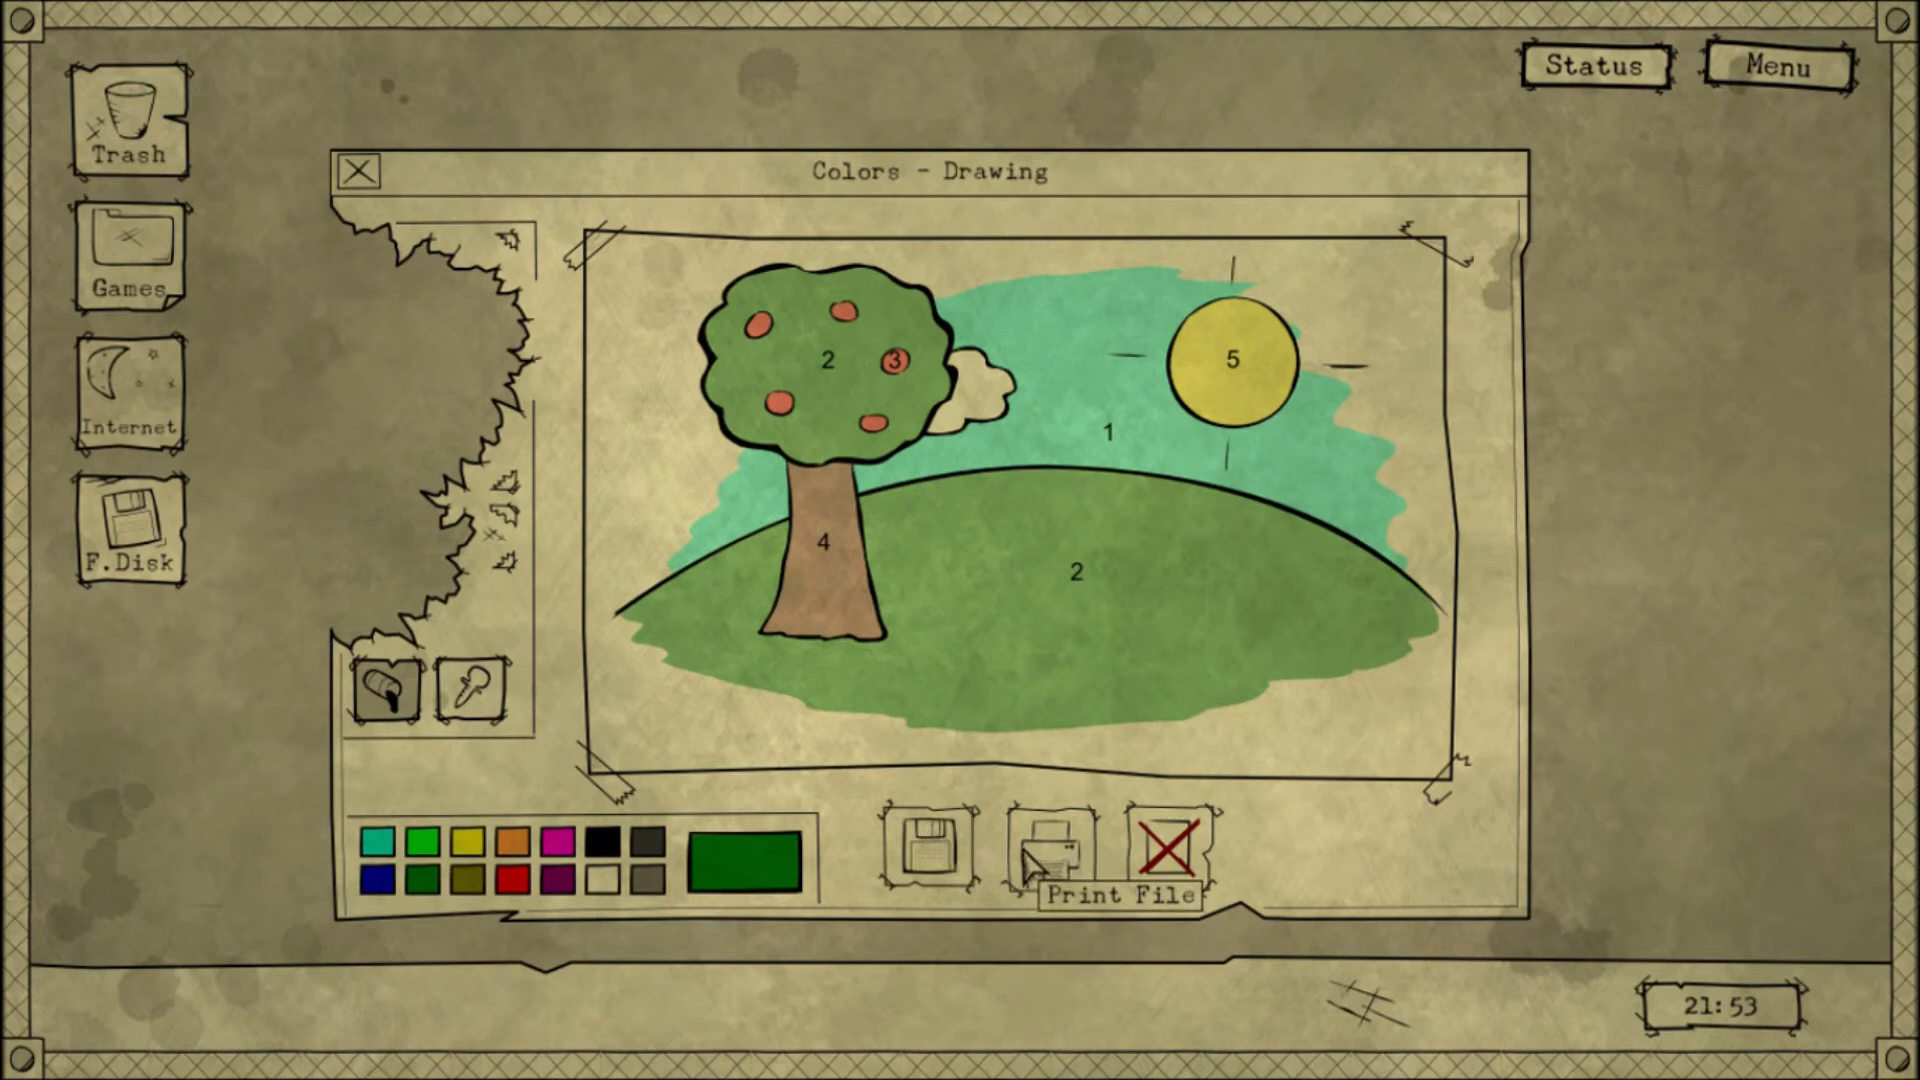 Status
Menu
Trash
Games
Internet
F.Disk
Colors - Drawing
2
3
5
1
4
2
Print File
21:53